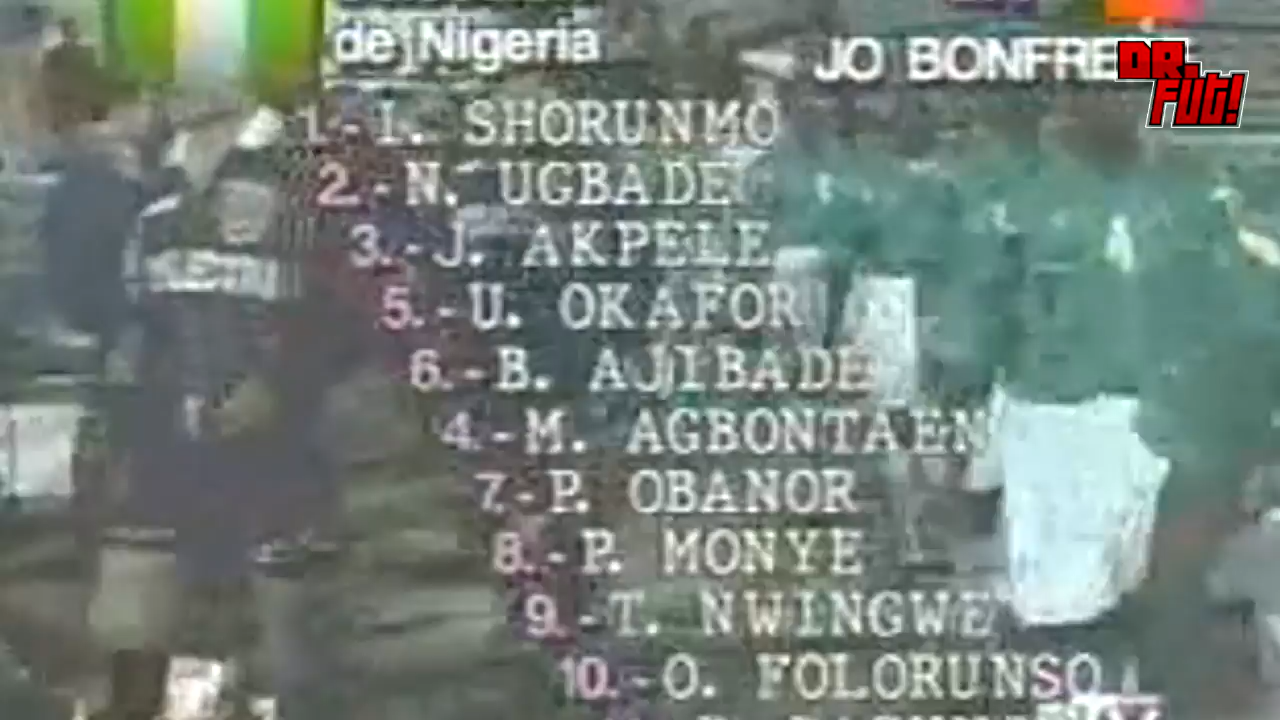 de Nigeria
JO BONFRE
DR.
FUT!
1.-I. SHORUNMO
2.-N. UGBADE
3.-J. AKPELE
5.-U. OKAFOR
6.-B. AJIBADE
4.-M. AGBONTAEN
7.-P. OBANOR
8.-P. MONYE
9.-T. NWINGWE
10.-O. FOLORUNSO